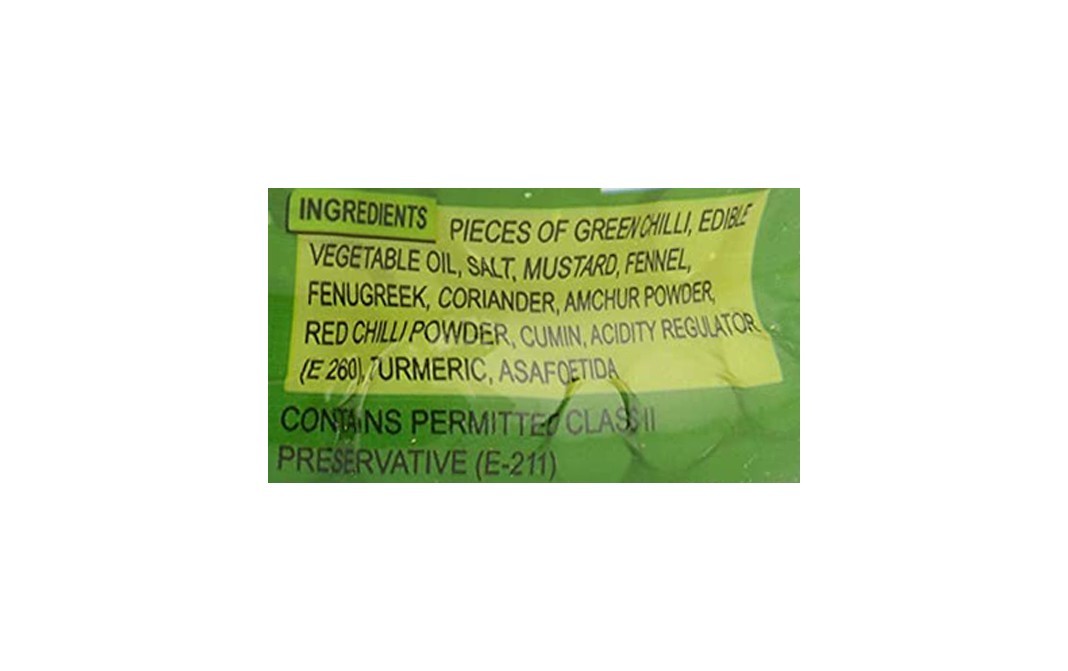 INGREDIENTS PIECES OF GREEN CHILLI, EDIBLE
VEGETABLE OIL, SALT, MUSTARD, FENNEL,
FENUGREEK, CORIANDER, AMCHUR POWDER,
RED CHILLI POWDER, CUMIN, ACIDITY REGULATOR
(E 260), TURMERIC, ASAFOETIDA
CONTAINS PERMITTED CLASS II
PRESERVATIVE (E-211)